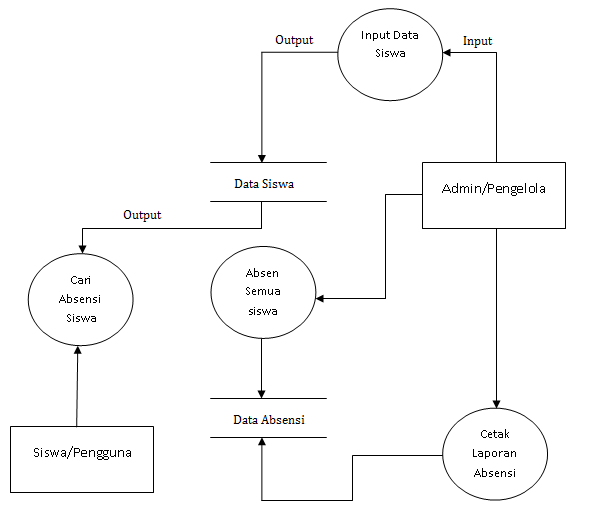 Input Data
Siswa
Output
Input
Data Siswa
Admin/Pengelola
Output
Cari
Absensi
Siswa
Absen
Semua
siswa
Data Absensi
Siswa/Pengguna
Cetak
Laporan
Absensi